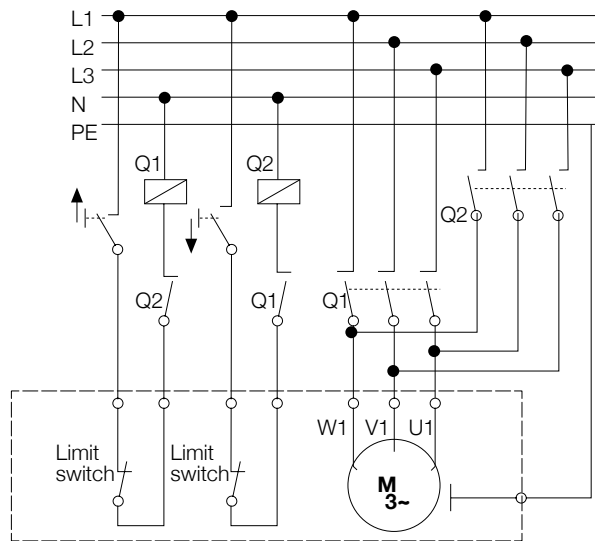 L1
L2
L3
N
PE
Q1
Q2
Q2
Q2
Q1
Q1
W1
V1
U1
Limit
switch
Limit
switch
M
3~